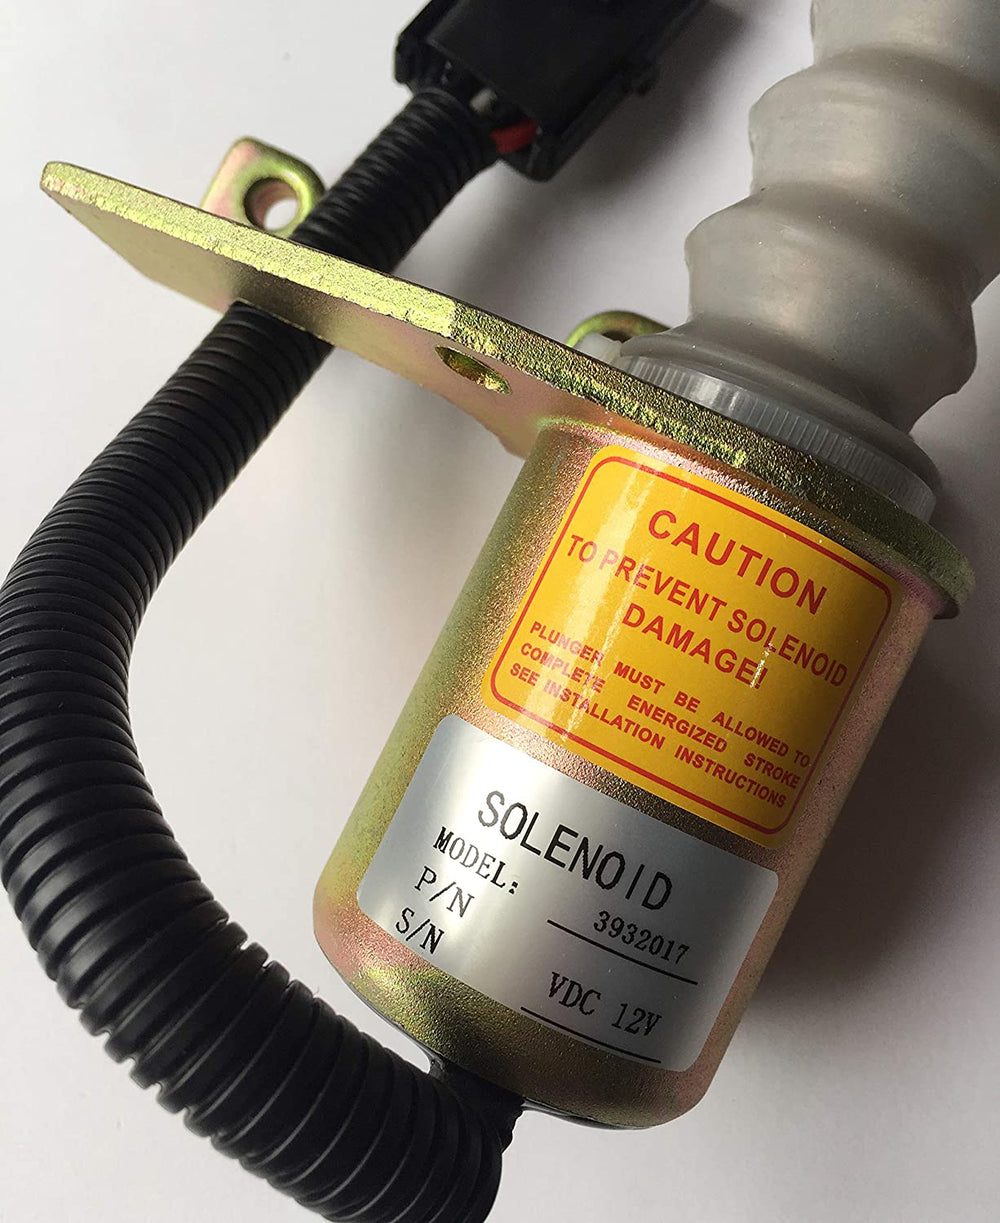 CAUTION
TO PREVENT SOLENOID
DAMAGE!
PLUNGER MUST BE ALLOWED TO
COMPLETE ENERGIZED STROKE
SEE INSTALLATION INSTRUCTIONS
SOLENOID
MODEL:
P/N 3932017
S/N VDC 12V